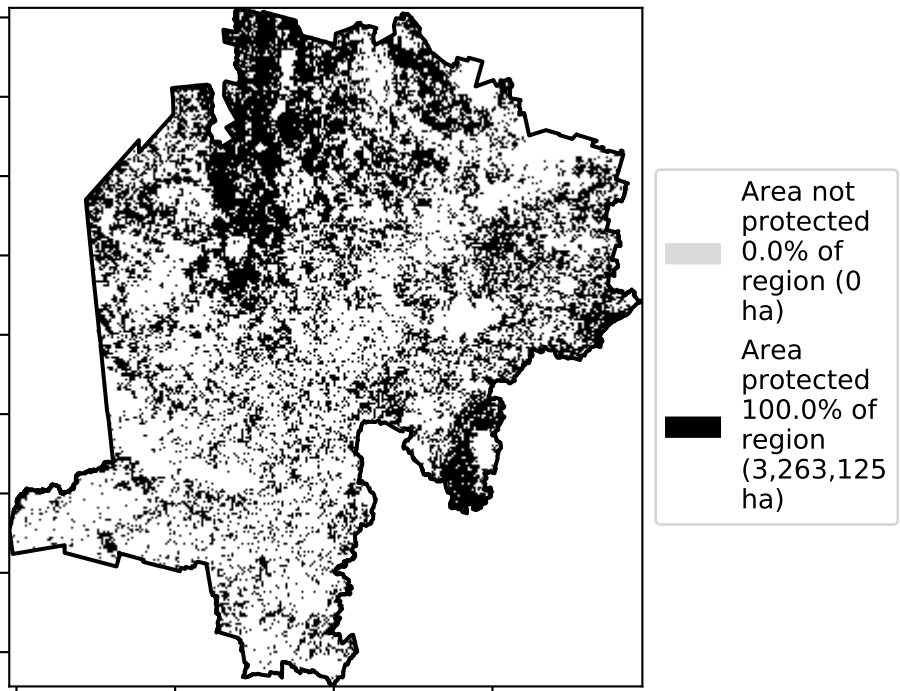 Area not
protected
0.0% of
region (0
ha)
Area
protected
100.0% of
region
(3,263,125
ha)